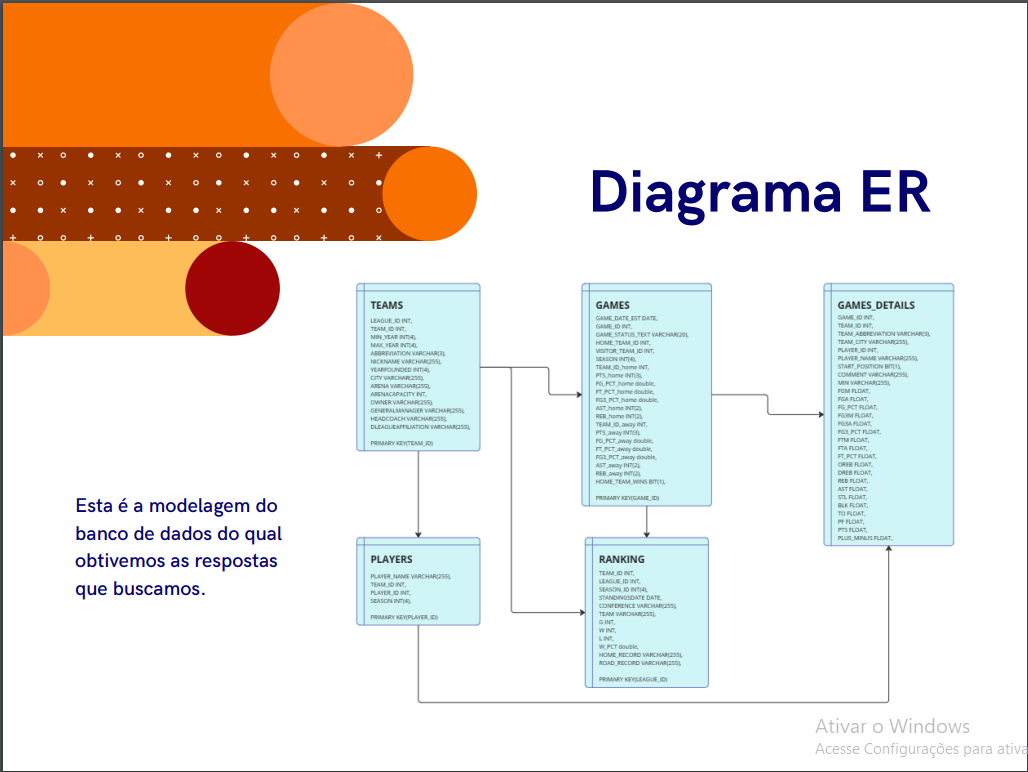 Diagrama ER
TEAMS
LEAGUE_ID INT,
TEAM_ID INT,
MIN_YEAR INT(4),
MAX_YEAR INT(4),
ABBREVIATION VARCHAR(3),
NICKNAME VARCHAR(255),
YEARFOUNDED INT(4),
CITY VARCHAR(255),
ARENA VARCHAR(255),
ARENACAPACITY INT,
OWNER VARCHAR(255),
GENERALMANAGER VARCHAR(255),
HEADCOACH VARCHAR(255),
DLEAGUEAFFILIATION VARCHAR(255),
PRIMARY KEY(TEAM_ID)
GAMES
GAME_DATE_EST DATE,
GAME_ID INT,
GAME_STATUS_TEXT VARCHAR(20),
HOME_TEAM_ID INT,
VISITOR_TEAM_ID INT,
SEASON INT(4),
TEAM_ID_home INT,
PTS_home INT(3),
FG_PCT_home double,
FT_PCT_home double,
FG3_PCT_home double,
AST_home INT(2),
REB_home INT(2),
TEAM_ID_away INT,
PTS_away INT(3),
FG_PCT_away double,
FT_PCT_away double,
FG3_PCT_away double,
AST_away INT(2),
REB_away INT(2),
HOME_TEAM_WINS BIT(1),
PRIMARY KEY(GAME_ID)
GAMES_DETAILS
GAME_ID INT,
TEAM_ID INT,
TEAM_ABBREVIATION VARCHAR(3),
TEAM_CITY VARCHAR(255),
PLAYER_ID INT,
PLAYER_NAME VARCHAR(255),
START_POSITION BIT(1),
COMMENT VARCHAR(255),
MIN VARCHAR(255),
FGM FLOAT,
FGA FLOAT,
FG_PCT FLOAT,
FG3M FLOAT,
FG3A FLOAT,
FG3_PCT FLOAT,
FTM FLOAT,
FTA FLOAT,
FT_PCT FLOAT,
OREB FLOAT,
DREB FLOAT,
REB FLOAT,
AST FLOAT,
STL FLOAT,
BLK FLOAT,
TO FLOAT,
PF FLOAT,
PTS FLOAT,
PLUS_MINUS FLOAT,
Esta é a modelagem do
banco de dados do qual
obtivemos as respostas
que buscamos.
PLAYERS
PLAYER_NAME VARCHAR(255),
TEAM_ID INT,
PLAYER_ID INT,
SEASON INT(4),
PRIMARY KEY(PLAYER_ID)
RANKING
TEAM_ID INT,
LEAGUE_ID INT,
SEASON_ID INT(4),
STANDINGSDATE DATE,
CONFERENCE VARCHAR(255),
TEAM VARCHAR(255),
G INT,
W INT,
L INT,
W_PCT double,
HOME_RECORD VARCHAR(255),
ROAD_RECORD VARCHAR(255),
PRIMARY KEY(LEAGUE_ID)
Ativar o Windows
Acesse Configurações para ativa